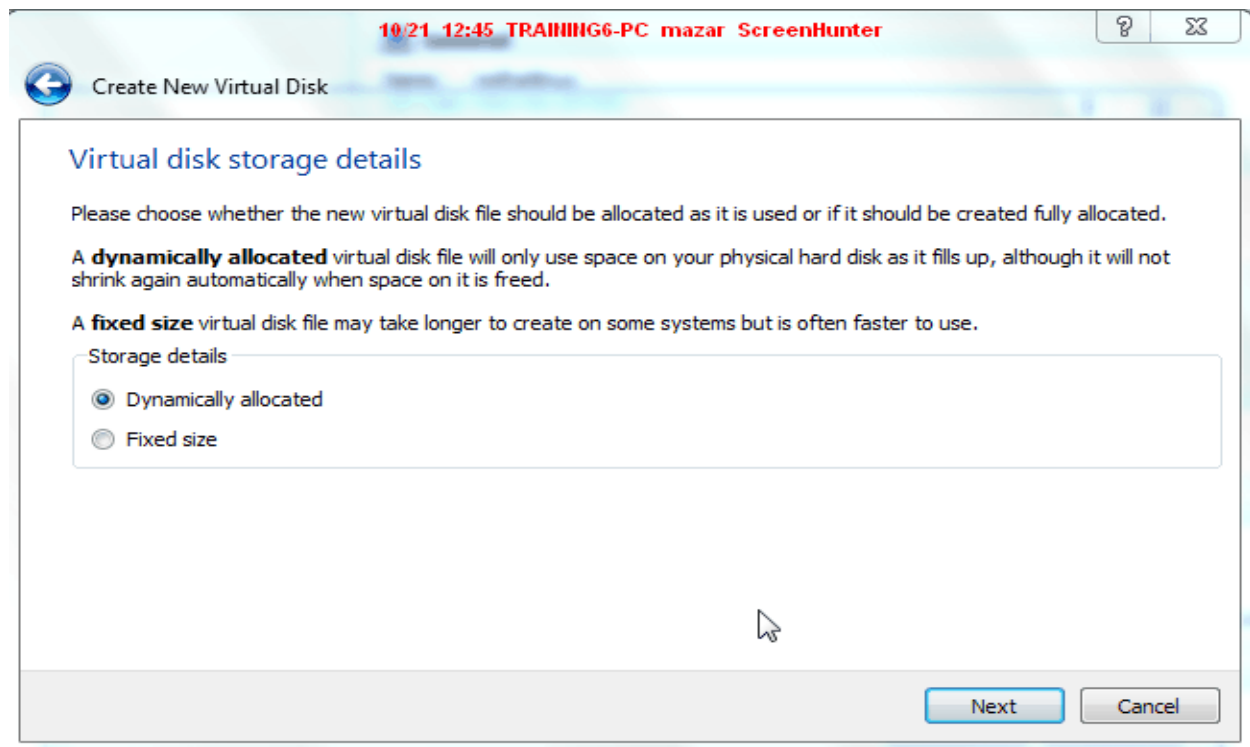 10/21 12:45 TRAINING6-PC mazar ScreenHunter
Create New Virtual Disk
Virtual disk storage details
Please choose whether the new virtual disk file should be allocated as it is used or if it should be created fully allocated.
A dynamically allocated virtual disk file will only use space on your physical hard disk as it fills up, although it will not
shrink again automatically when space on it is freed.
A fixed size virtual disk file may take longer to create on some systems but is often faster to use.
Storage details
Dynamically allocated
Fixed size
Next Cancel